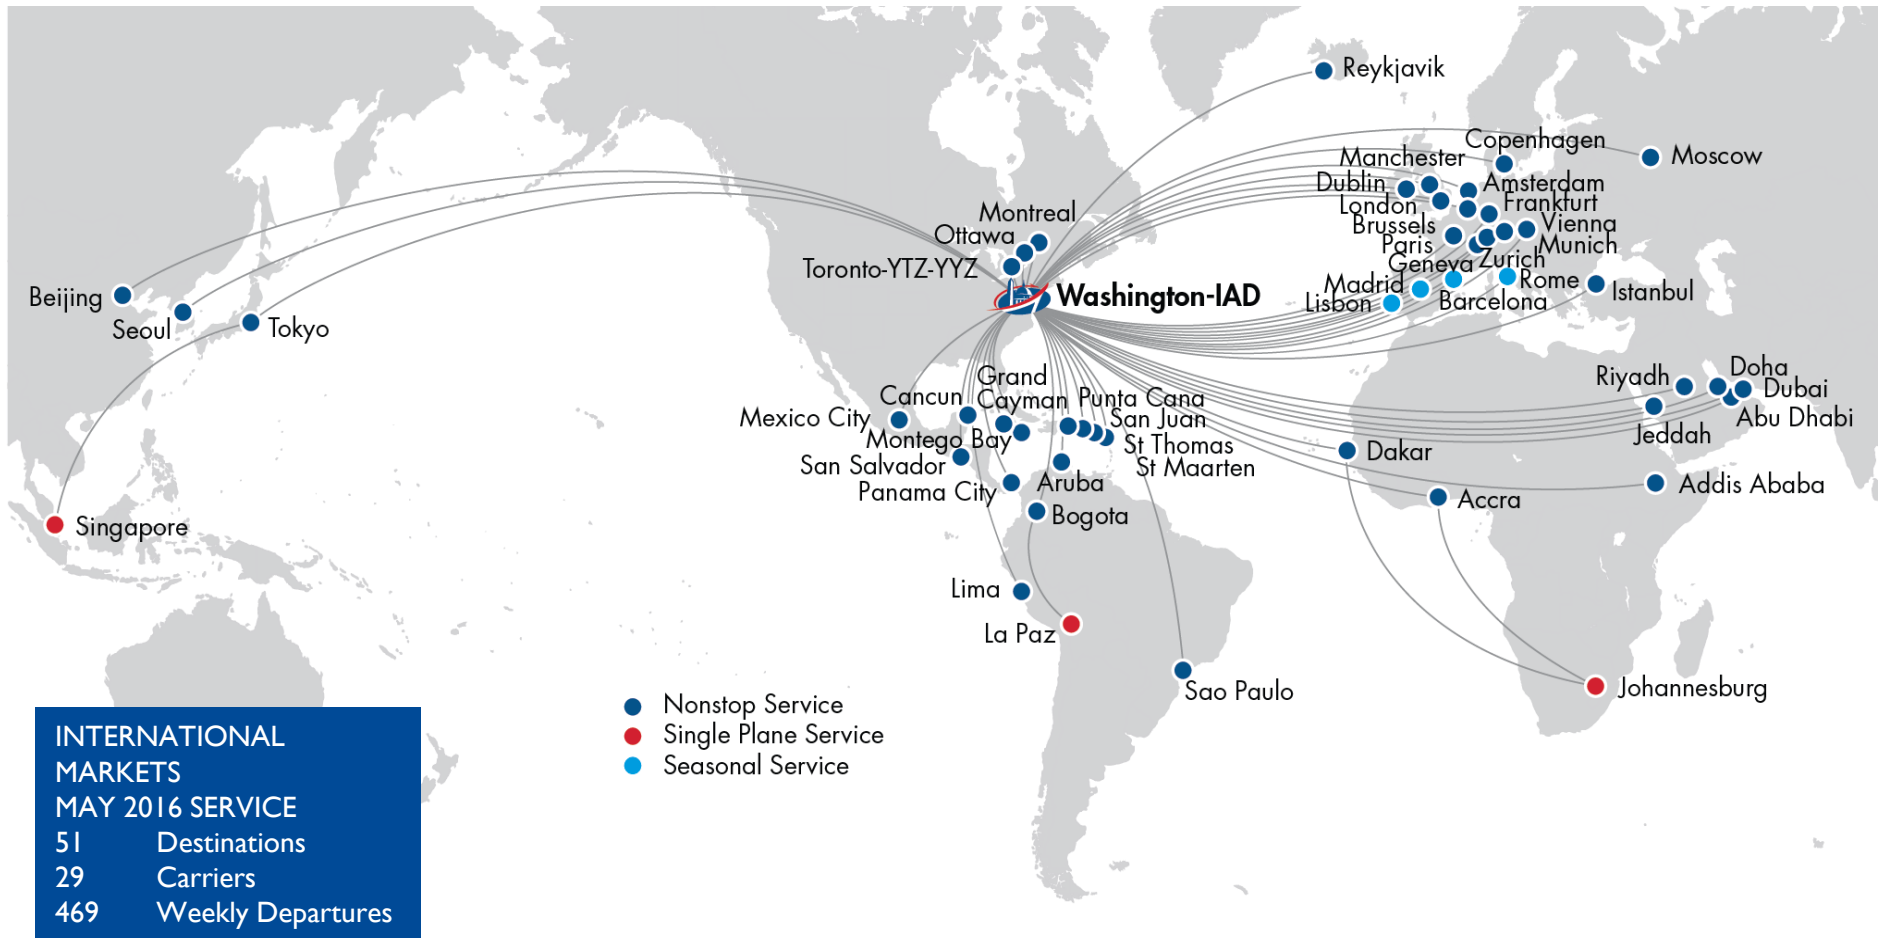 Reykjavik
Copenhagen
Manchester
Moscow
Dublin
Amsterdam
London
Frankfurt
Brussels
Vienna
Paris
Munich
Geneva
Zurich
Madrid
Rome
Lisbon
Barcelona
Istanbul
Montreal
Ottawa
Toronto-YTZ-YYZ
Washington-IAD
Beijing
Seoul
Tokyo
Singapore
Mexico City
Cancun
Grand
Cayman
Punta Cana
San Juan
Montego Bay
St Thomas
San Salvador
St Maarten
Panama City
Aruba
Bogota
Lima
La Paz
Sao Paulo
Riyadh
Doha
Dubai
Abu Dhabi
Jeddah
Dakar
Addis Ababa
Accra
Johannesburg
Nonstop Service
Single Plane Service
Seasonal Service
INTERNATIONAL
MARKETS
MAY 2016 SERVICE
51 Destinations
29 Carriers
469 Weekly Departures